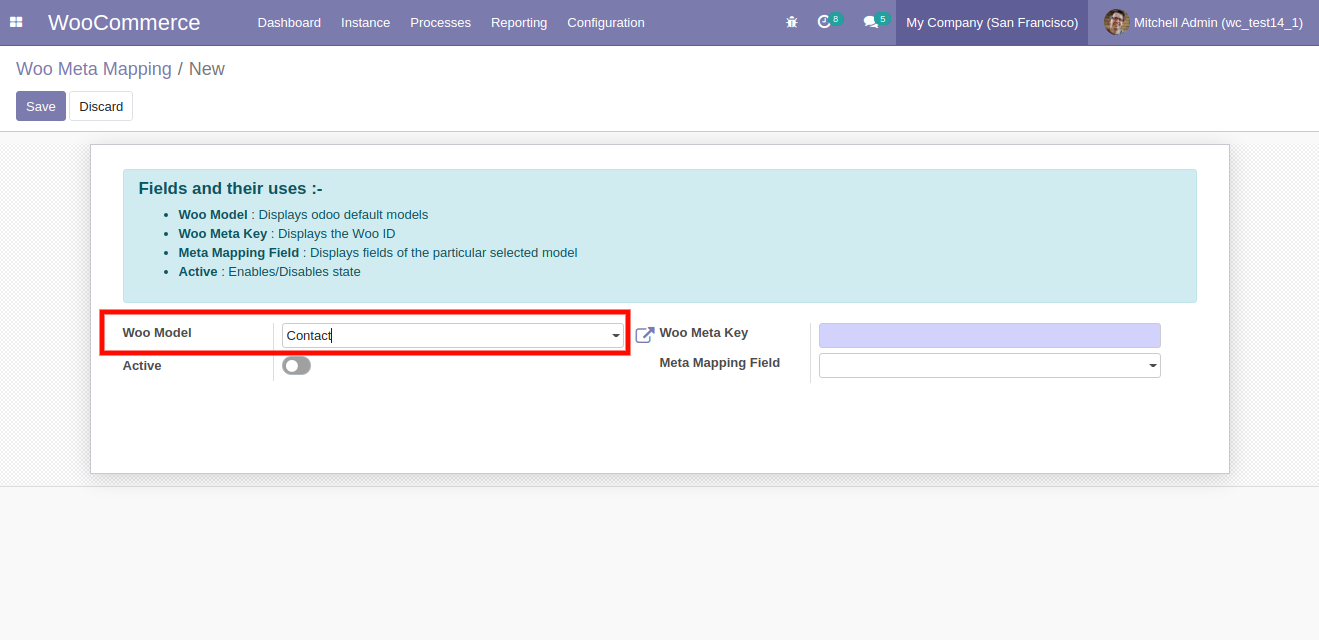 WooCommerce Dashboard Instance Processes Reporting Configuration 8 5 My Company (San Francisco) Mitchell Admin (wc_test14_1)
Woo Meta Mapping / New
Save Discard
Fields and their uses :-
• Woo Model : Displays odoo default models
• Woo Meta Key : Displays the Woo ID
• Meta Mapping Field : Displays fields of the particular selected model
• Active : Enables/Disables state
Woo Model Contact Woo Meta Key
Active Meta Mapping Field